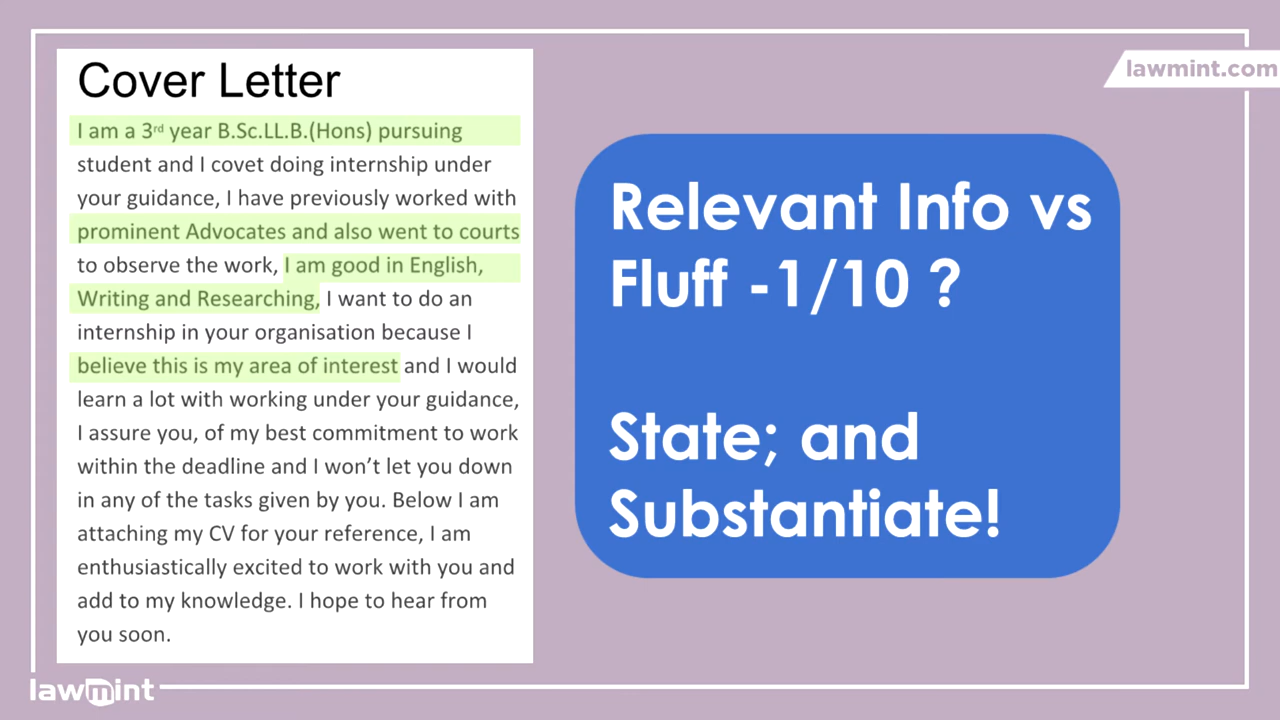 lawmint.com
Cover Letter
I am a 3rd year B.Sc.LL.B.(Hons) pursuing
student and I covet doing internship under
your guidance, I have previously worked with
prominent Advocates and also went to courts
to observe the work, I am good in English,
Writing and Researching, I want to do an
internship in your organisation because I
believe this is my area of interest and I would
learn a lot with working under your guidance,
I assure you, of my best commitment to work
within the deadline and I won't let you down
in any of the tasks given by you. Below I am
attaching my CV for your reference, I am
enthusiastically excited to work with you and
add to my knowledge. I hope to hear from
you soon.
Relevant Info vs
Fluff -1/10 ?
State; and
Substantiate!
lawmint